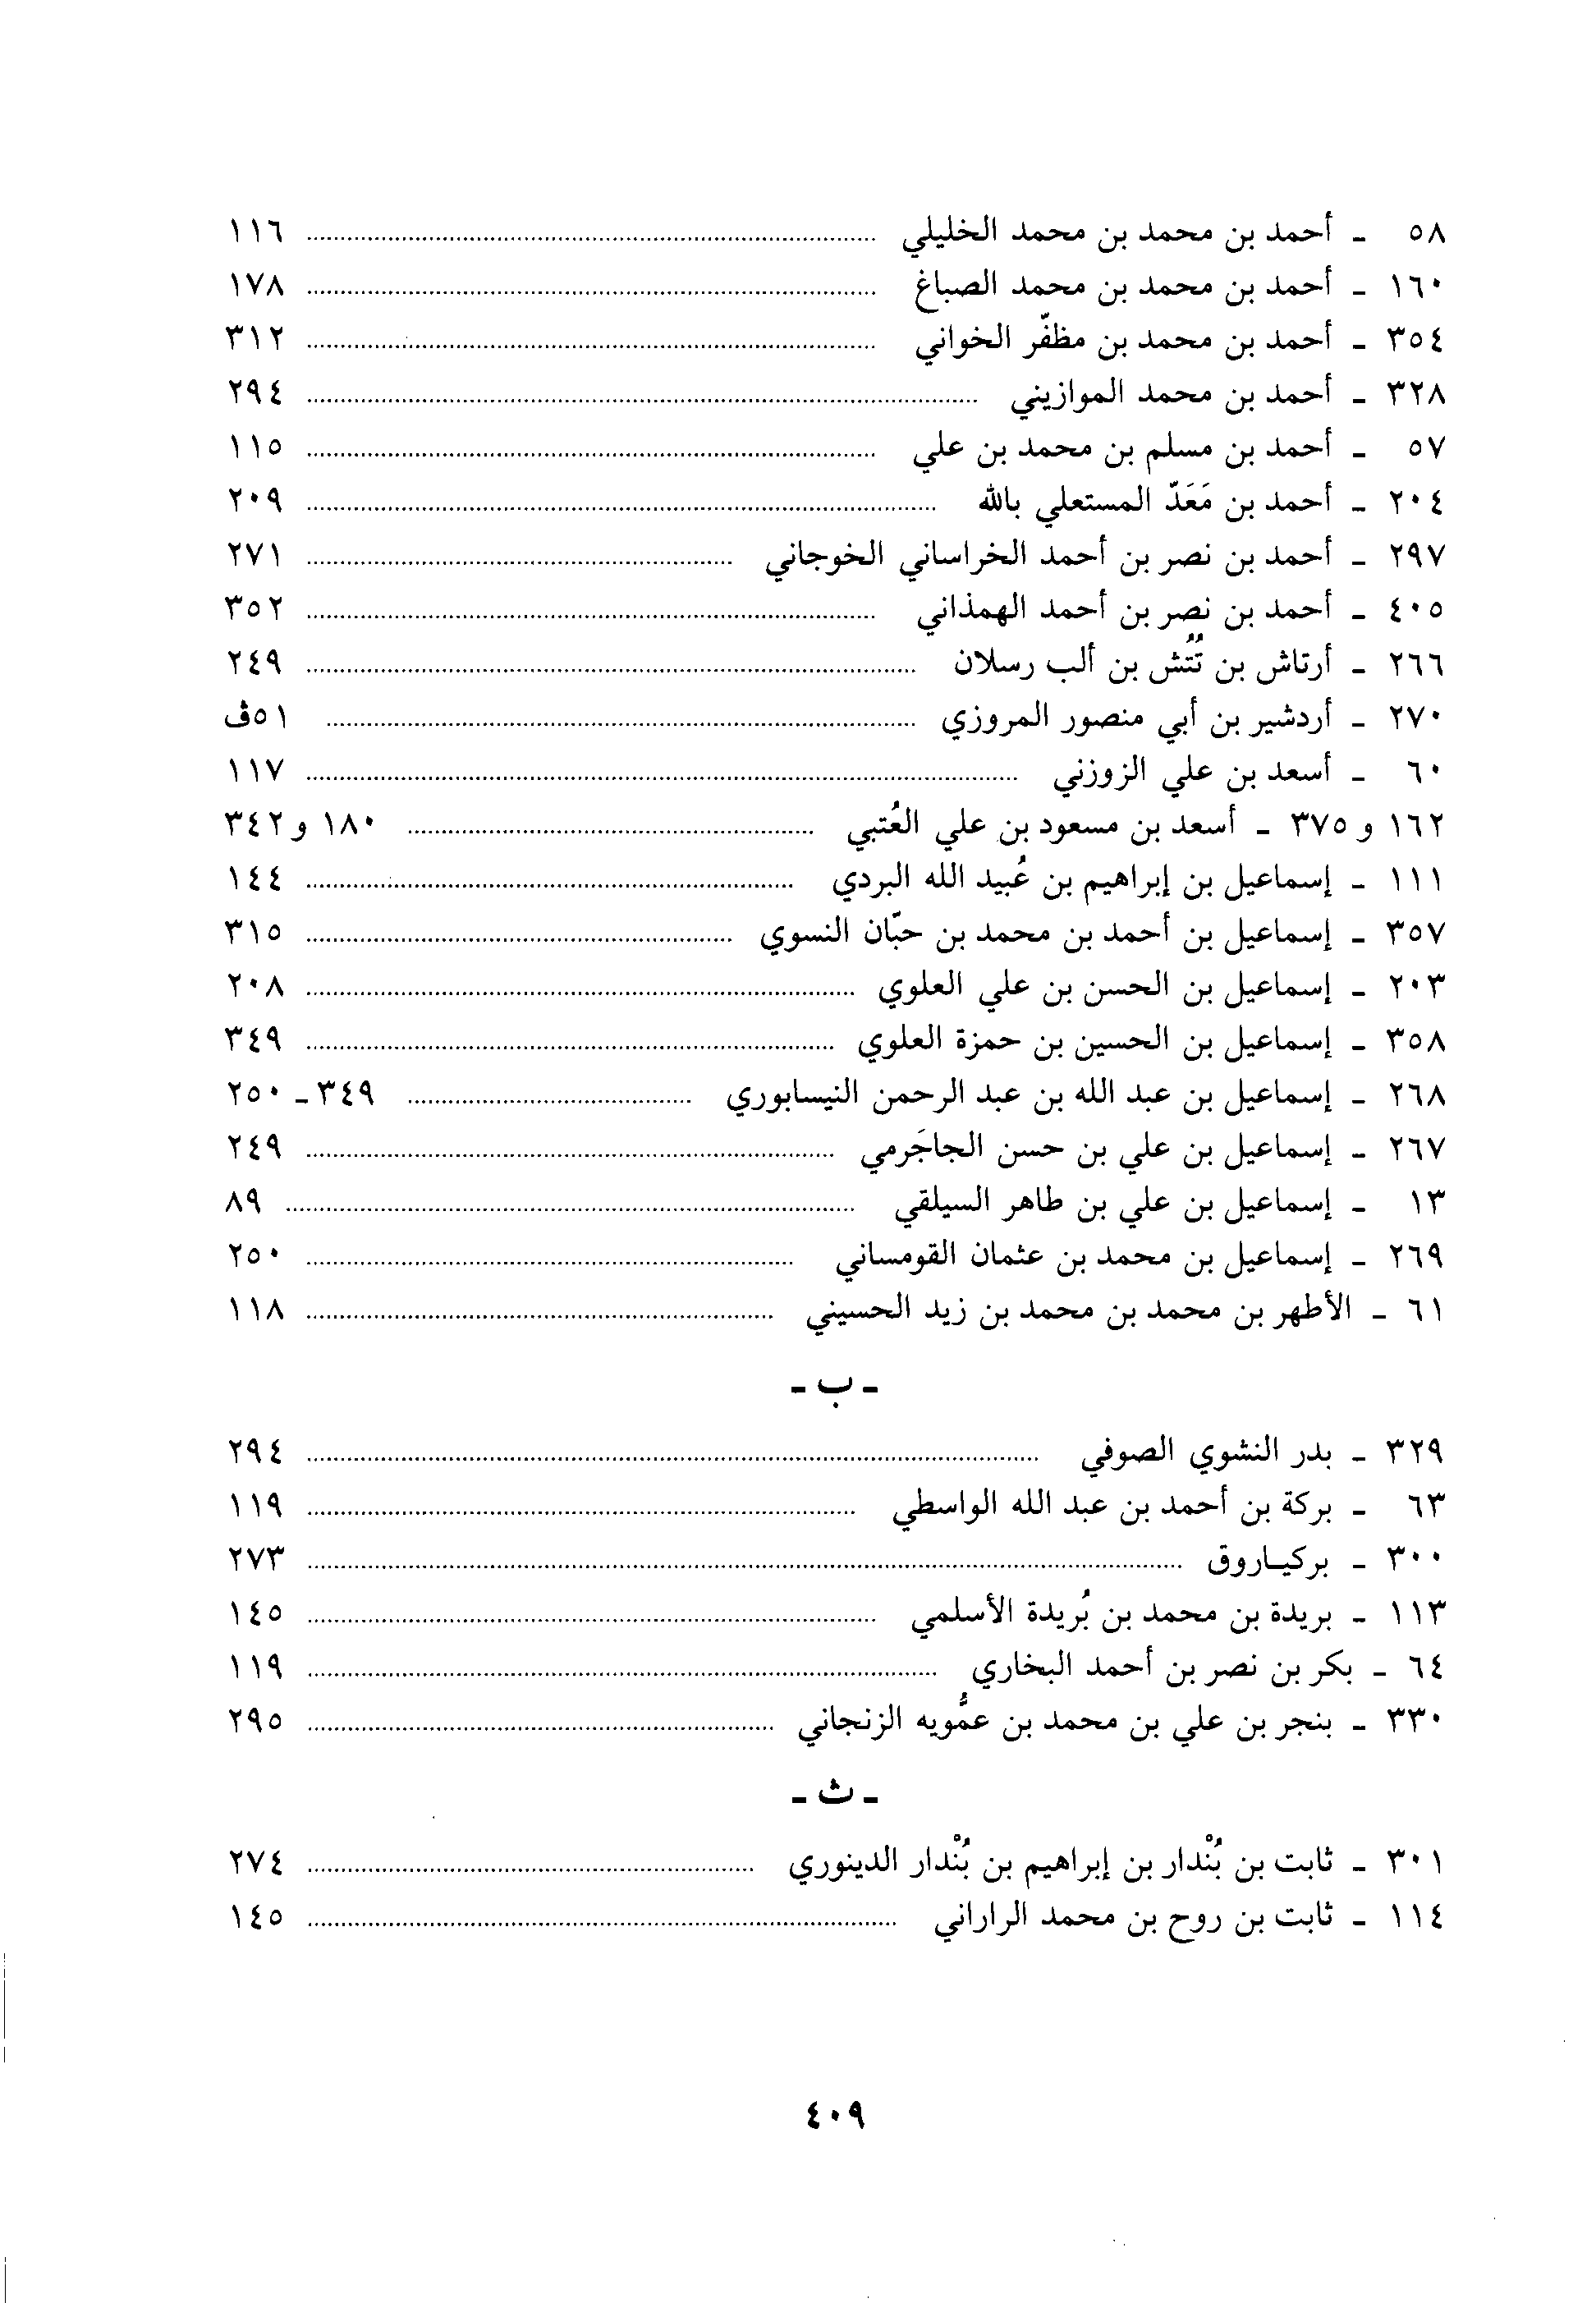 ٥٨ - أحمد بن محمد بن محمد الخليلي ........ ١١٦
١٦٠ - أحمد بن محمد بن محمد الصباغ ........ ١٧٨
٣٥٤ - أحمد بن محمد بن مظفّر الخواني ........ ٣١٢
٣٢٨ - أحمد بن محمد الموازيني ........ ٢٩٤
٥٧ - أحمد بن مسلم بن محمد بن علي ........ ١١٥
٢٠٤ - أحمد بن مَعَدّ المستعلي بالله ........ ٢٠٩
٢٩٧ - أحمد بن نصر بن أحمد الخراساني الخوجاني ........ ٢٧١
٤٠٥ - أحمد بن نصر بن أحمد الهمذاني ........ ٣٥٢
٢٦٦ - أرتاش بن تُتُش بن ألب رسلان ........ ٢٤٩
٢٧٠ - أردشير بن أبي منصور المروزي ........ ٥١ف
٦٠ - أسعد بن علي الزوزني ........ ١١٧
١٦٢ و ٣٧٥ - أسعد بن مسعود بن علي العُتبي ........ ١٨٠ و ٣٤٢
١١١ - إسماعيل بن إبراهيم بن عُبيد الله البردي ........ ١٤٤
٣٥٧ - إسماعيل بن أحمد بن محمد بن حبّان النسوي ........ ٣١٥
٢٠٣ - إسماعيل بن الحسن بن علي العلوي ........ ٢٠٨
٣٥٨ - إسماعيل بن الحسين بن حمزة العلوي ........ ٣٤٩
٢٦٨ - إسماعيل بن عبد الله بن عبد الرحمن النيسابوري ........ ٣٤٩ - ٢٥٠
٢٦٧ - إسماعيل بن علي بن حسن الجاجَرمي ........ ٢٤٩
١٣ - إسماعيل بن علي بن طاهر السيلقي ........ ٨٩
٢٦٩ - إسماعيل بن محمد بن عثمان القومساني ........ ٢٥٠
٦١ - الأطهر بن محمد بن محمد بن زيد الحسيني ........ ١١٨
- ب -
٣٢٩ - بدر النشوي الصوفي ........ ٢٩٤
٦٣ - بركة بن أحمد بن عبد الله الواسطي ........ ١١٩
٣٠٠ - بركيـاروق ........ ٢٧٣
١١٣ - بريدة بن محمد بن بُريدة الأسلمي ........ ١٤٥
٦٤ - بكر بن نصر بن أحمد البخاري ........ ١١٩
٣٣٠ - بنجر بن علي بن محمد بن عمُّويه الزنجاني ........ ٢٩٥
- ث -
٣٠١ - ثابت بن بُنْدار بن إبراهيم بن بُنْدار الدينوري ........ ٢٧٤
١١٤ - ثابت بن روح بن محمد الراراني ........ ١٤٥
٤٠٩